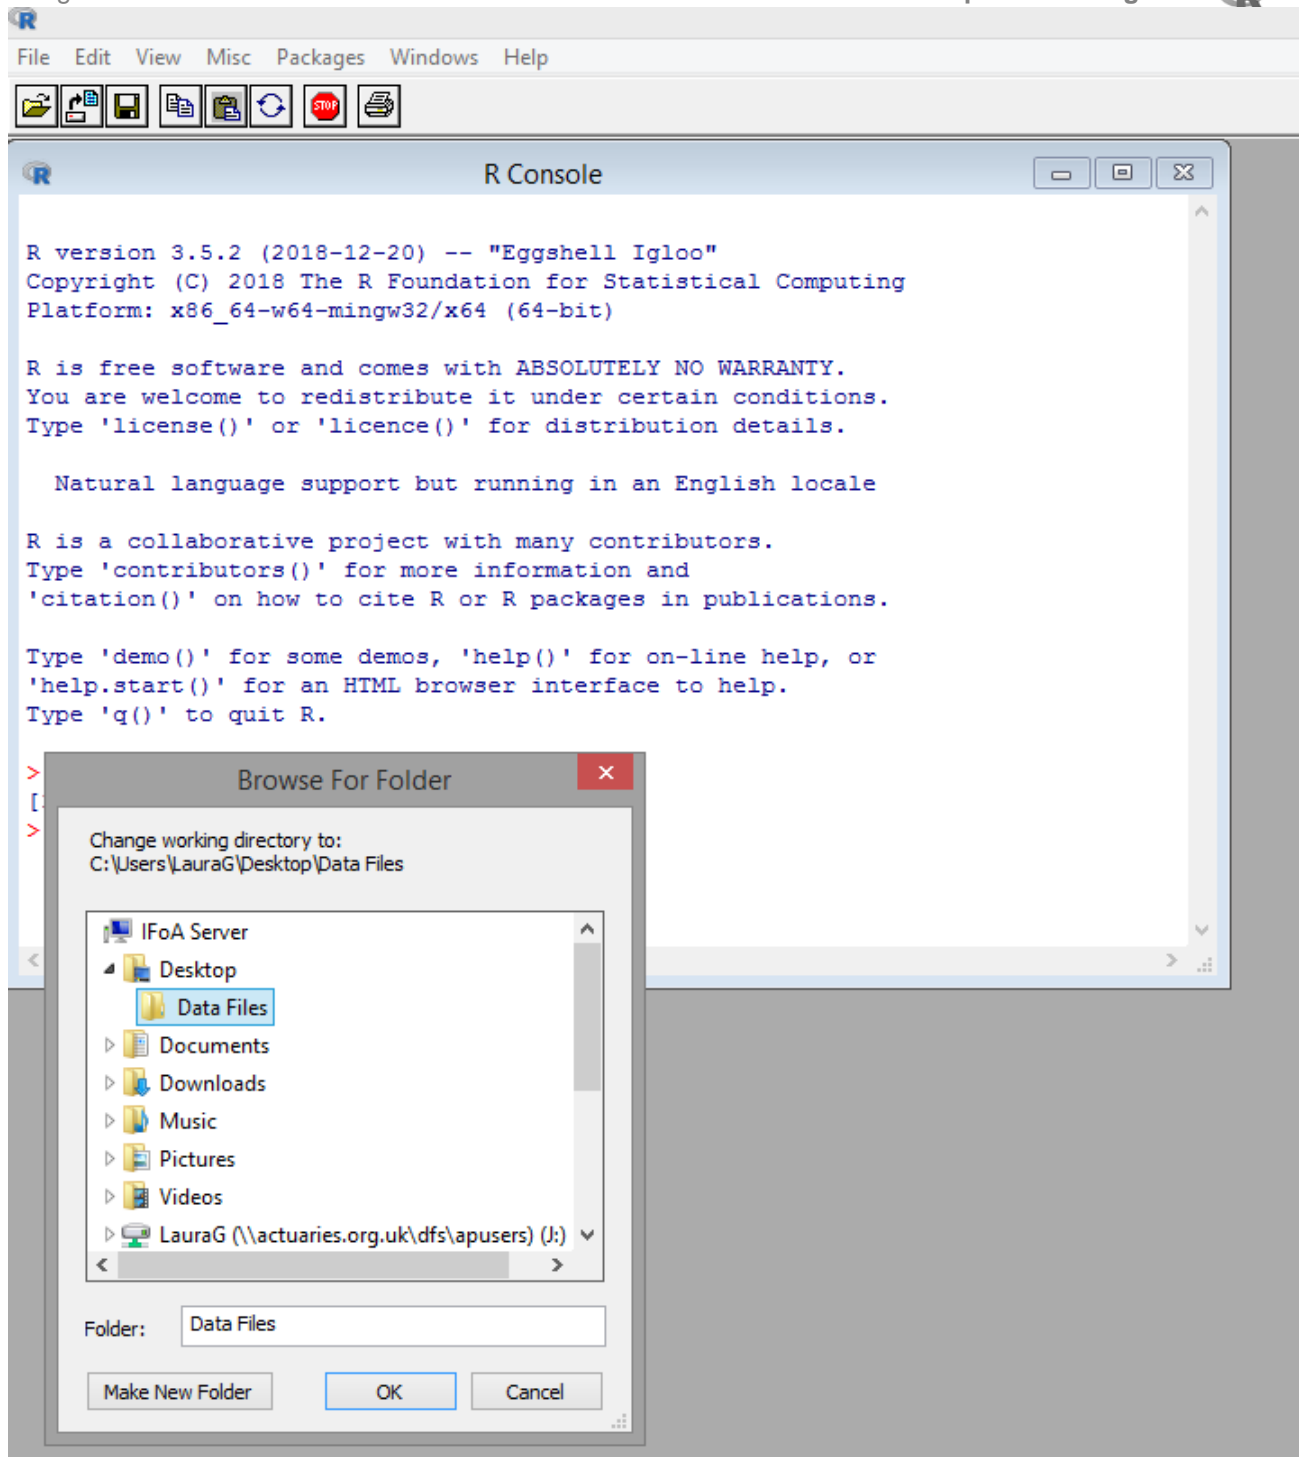 File Edit View Misc Packages Windows Help
STOP
R Console
R version 3.5.2 (2018-12-20) -- "Eggshell Igloo"
Copyright (C) 2018 The R Foundation for Statistical Computing
Platform: x86_64-w64-mingw32/x64 (64-bit)
R is free software and comes with ABSOLUTELY NO WARRANTY.
You are welcome to redistribute it under certain conditions.
Type 'license()' or 'licence()' for distribution details.
Natural language support but running in an English locale
R is a collaborative project with many contributors.
Type 'contributors()' for more information and
'citation()' on how to cite R or R packages in publications.
Type 'demo()' for some demos, 'help()' for on-line help, or
'help.start()' for an HTML browser interface to help.
Type 'q()' to quit R.
>
[
>
Browse For Folder
Change working directory to:
C:\Users\LauraG\Desktop\Data Files
IFoA Server
Desktop
Data Files
Documents
Downloads
Music
Pictures
Videos
LauraG (\\actuaries.org.uk\dfs\apusers) (J:)
Folder: Data Files
Make New Folder OK Cancel